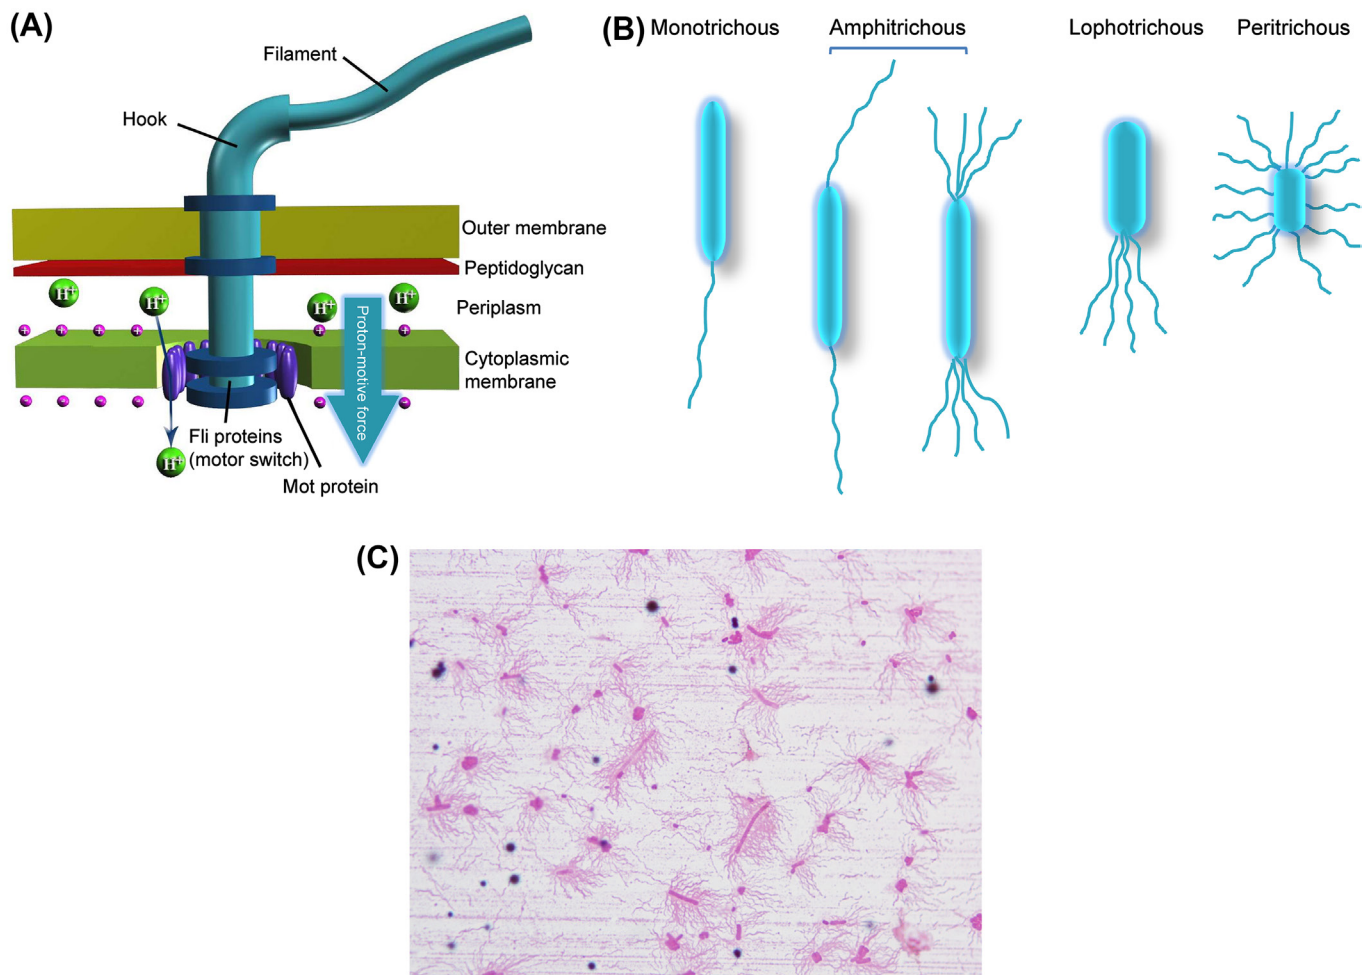 (A)
Filament
Hook
Outer membrane
Peptidoglycan
H+
H+
H+
H+
Periplasm
+ + + + + +
Proton-motive force
Cytoplasmic
membrane
- - - - - -
Fli proteins
(motor switch)
H+
Mot protein
(B)
Monotrichous
Amphitrichous
Lophotrichous
Peritrichous
(C)